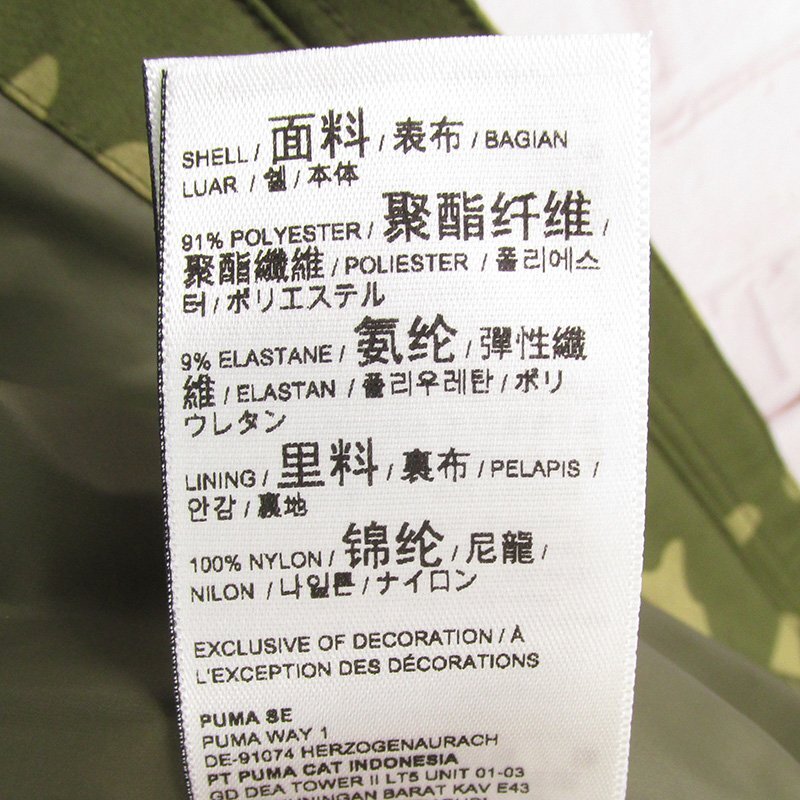 SHELL / 面料 / 表布 / BAGIAN
LUAR / 쉘 / 本体
91% POLYESTER / 聚酯纤维 /
聚酯纖維 / POLIESTER / 폴리에스
터 / ポリエステル
9% ELASTANE / 氨纶 / 彈性纖
維 / ELASTAN / 폴리우레탄 / ポリ
ウレタン
LINING / 里料 / 裏布 / PELAPIS /
안감 / 裏地
100% NYLON / 锦纶 / 尼龍 /
NILON / 나일론 / ナイロン
EXCLUSIVE OF DECORATION / À
L'EXCEPTION DES DÉCORATIONS
PUMA SE
PUMA WAY 1
DE-91074 HERZOGENAURACH
PT PUMA CAT INDONESIA
GD DEA TOWER II LT5 UNIT 01-03
BARAT KAV E43